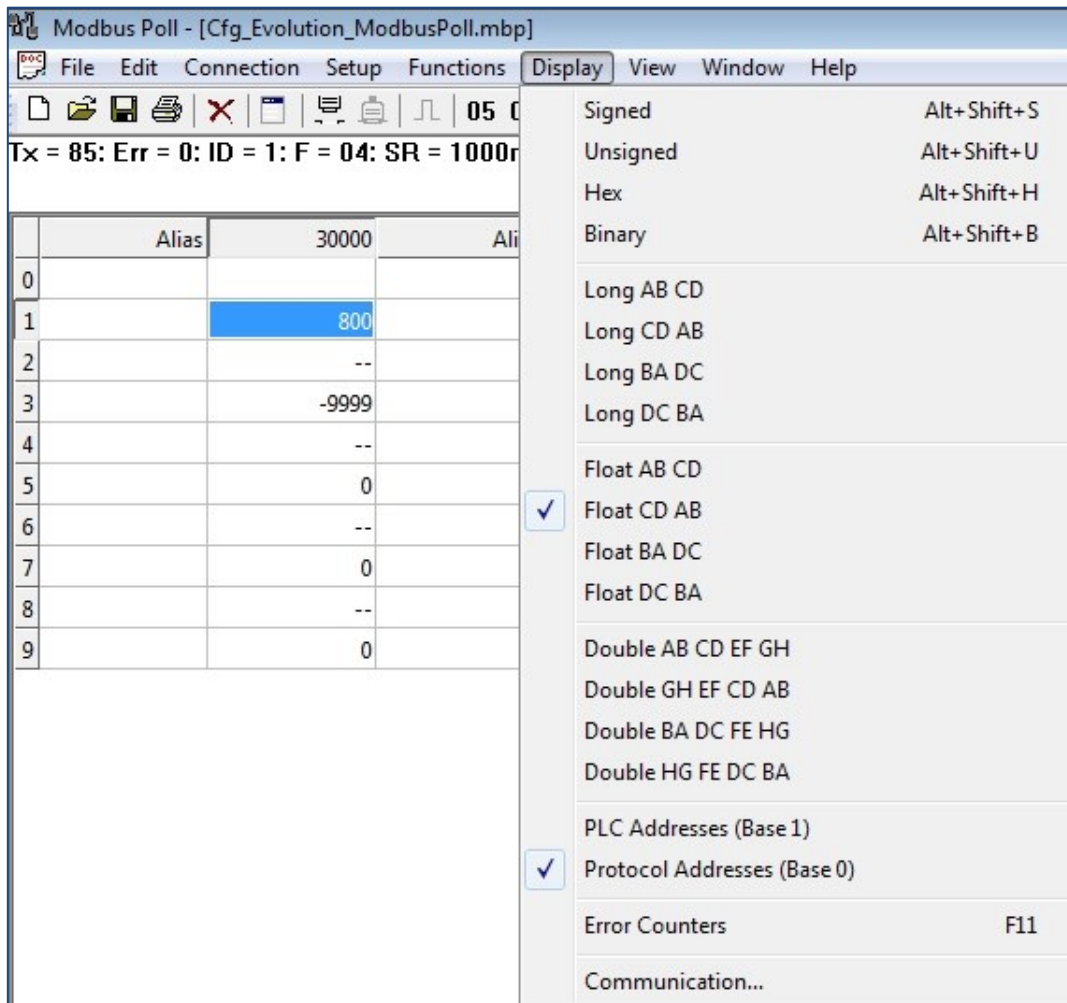 Modbus Poll - [Cfg_Evolution_ModbusPoll.mbp]
File Edit Connection Setup Functions Display View Window Help
05
Tx = 85: Err = 0: ID = 1: F = 04: SR = 1000
Alias 30000 Ali
0
1 800
2 --
3 -9999
4 --
5 0
6 --
7 0
8 --
9 0
Signed Alt+Shift+S
Unsigned Alt+Shift+U
Hex Alt+Shift+H
Binary Alt+Shift+B
Long AB CD
Long CD AB
Long BA DC
Long DC BA
Float AB CD
Float CD AB
Float BA DC
Float DC BA
Double AB CD EF GH
Double GH EF CD AB
Double BA DC FE HG
Double HG FE DC BA
PLC Addresses (Base 1)
Protocol Addresses (Base 0)
Error Counters F11
Communication...